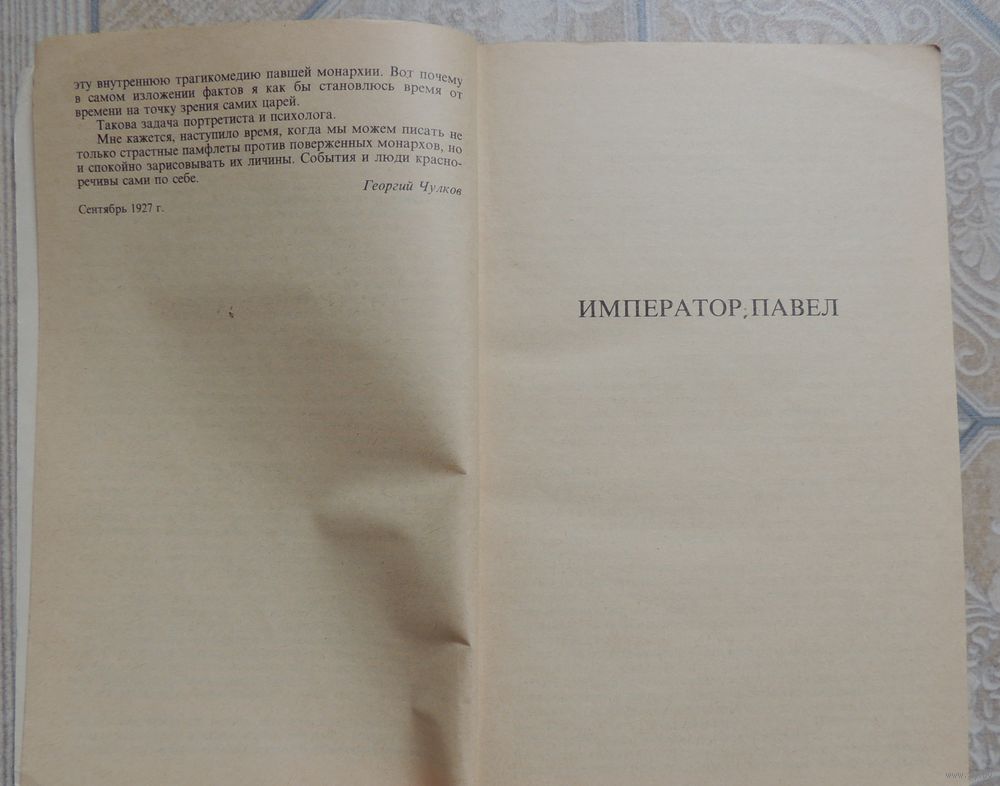 эту внутреннюю трагикомедию павшей монархии. Вот почему
в самом изложении фактов я как бы становлюсь время от
времени на точку зрения самих царей.
Такова задача портретиста и психолога.
Мне кажется, наступило время, когда мы можем писать не
только страстные памфлеты против поверженных монархов, но
и спокойно зарисовывать их личины. События и люди красно-
речивы сами по себе.
Георгий Чулков
Сентябрь 1927 г.
ИМПЕРАТОР ПАВЕЛ